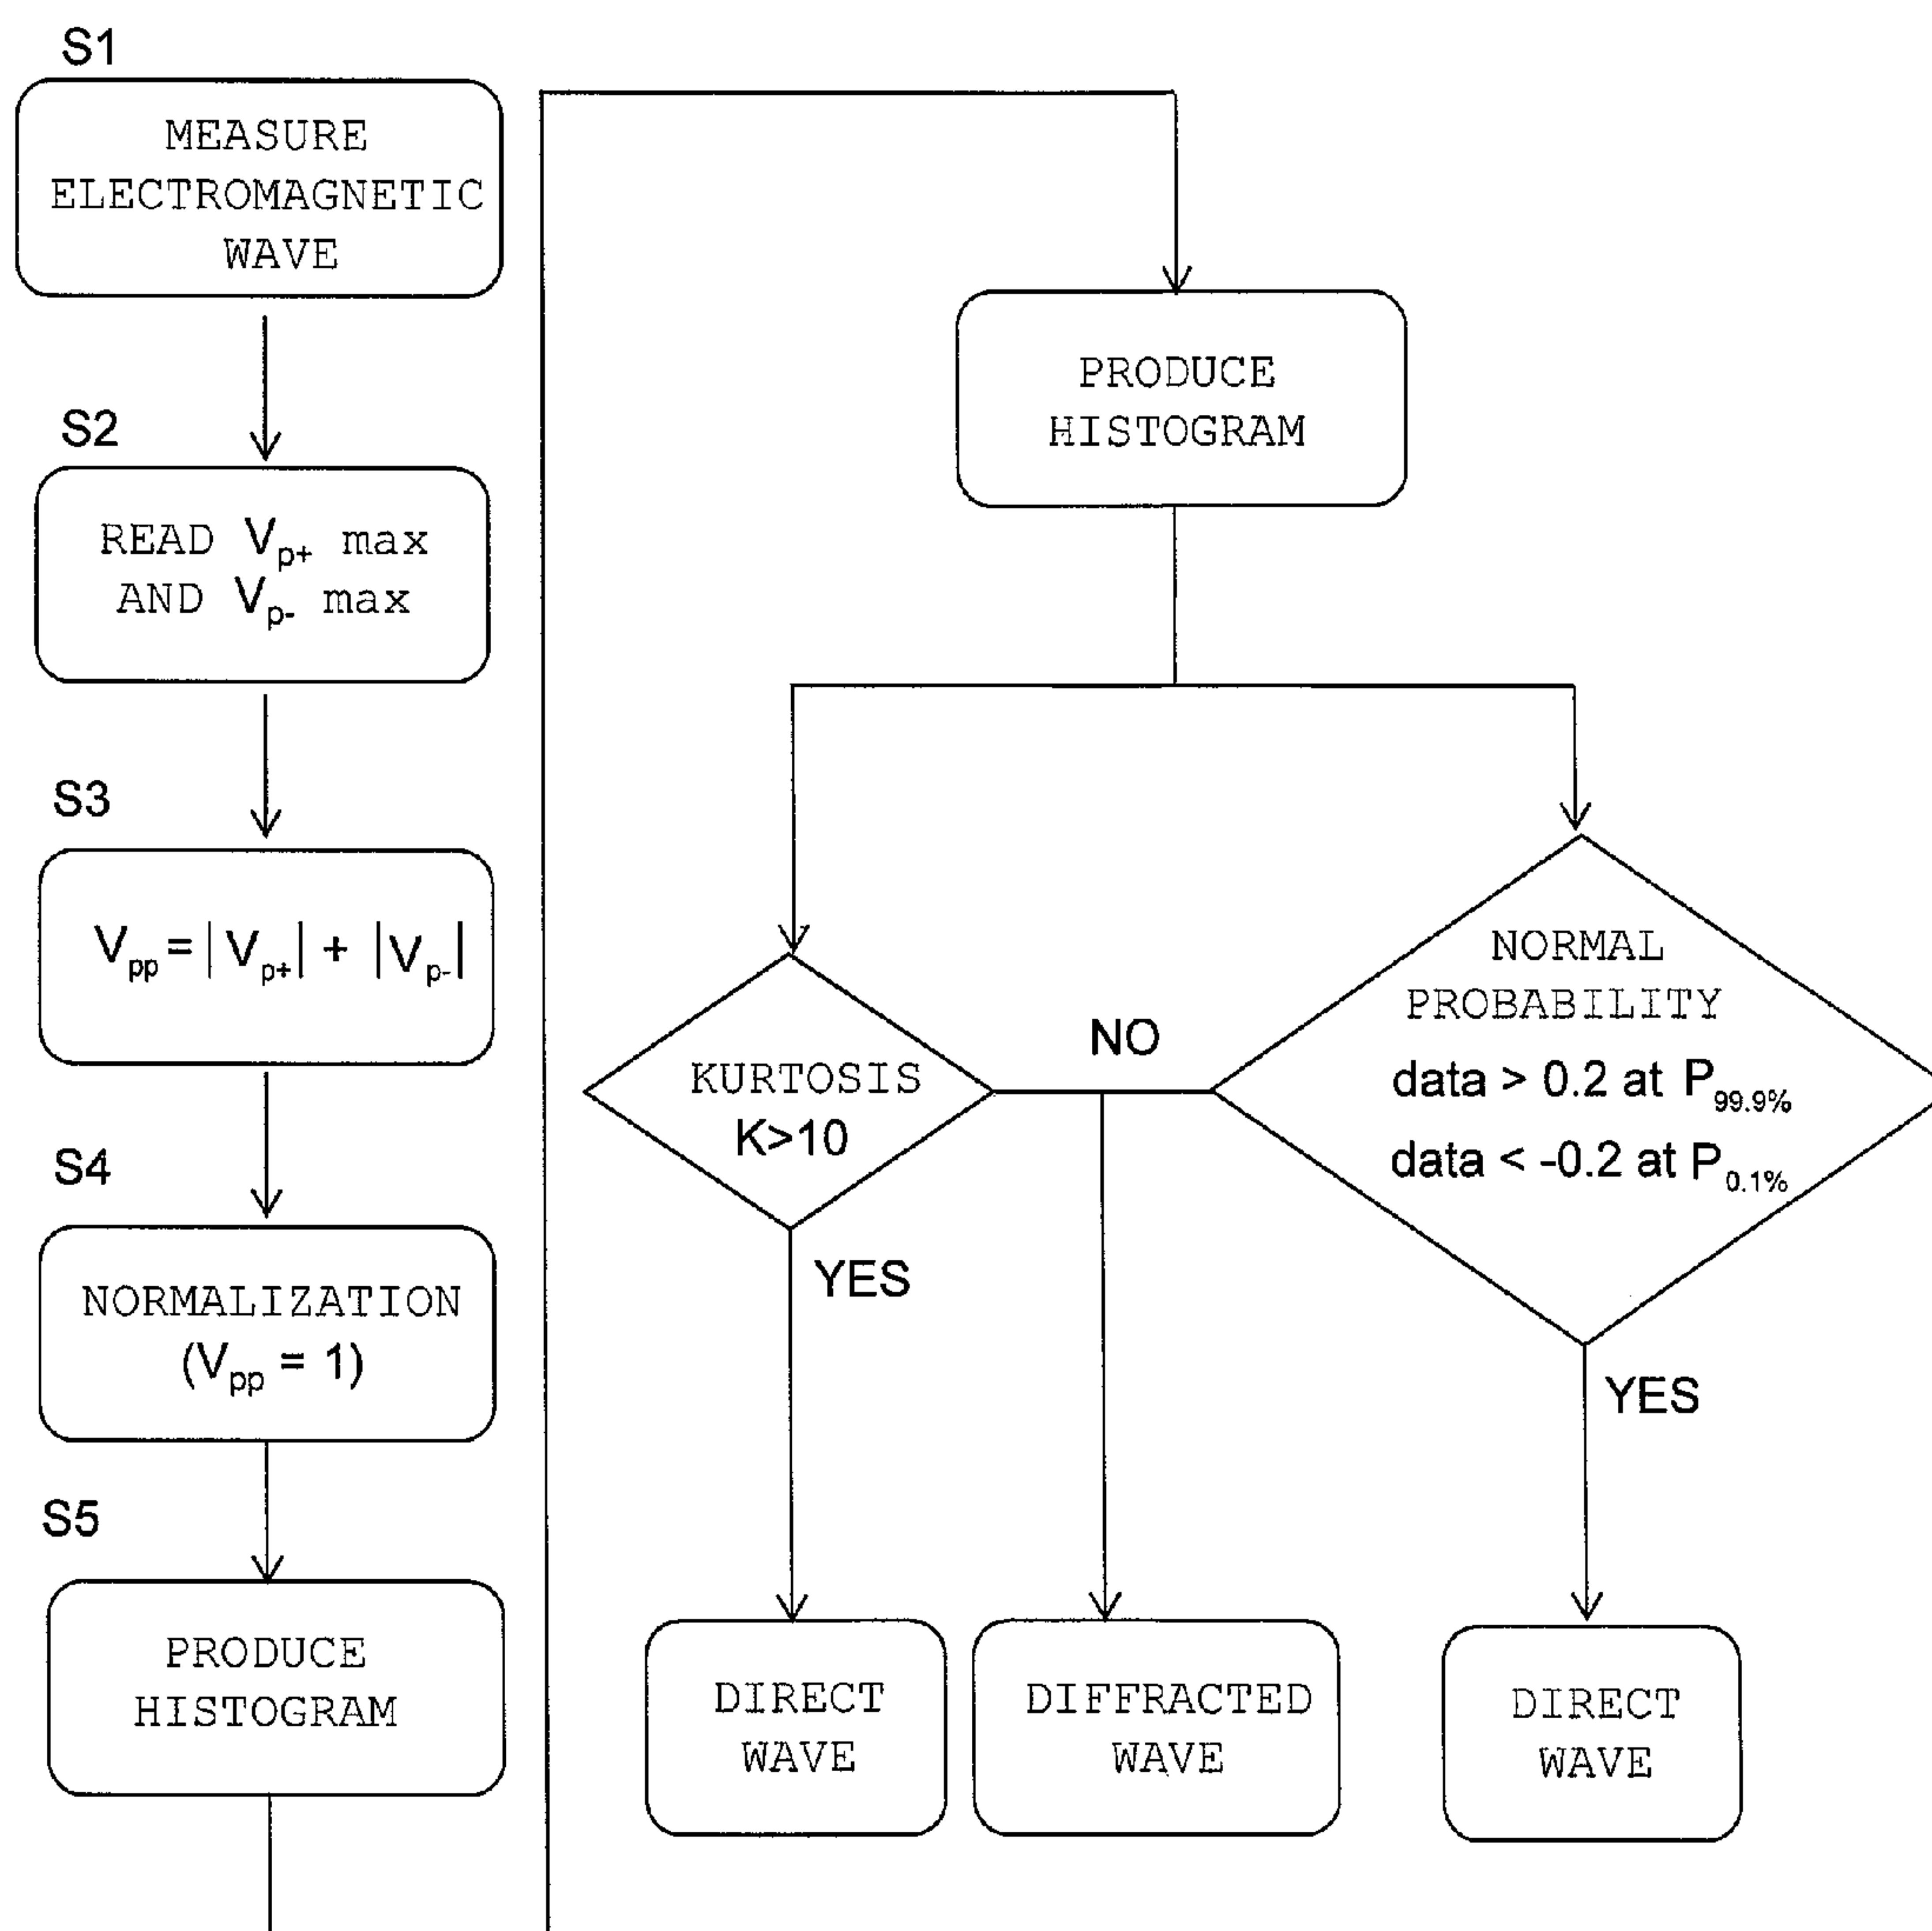 S1
MEASURE
ELECTROMAGNETIC
WAVE
S2
READ Vp+ max
AND Vp- max
S3
Vpp = | Vp+| + |Vp-|
S4
NORMALIZATION
(Vpp = 1)
S5
PRODUCE
HISTOGRAM
PRODUCE
HISTOGRAM
KURTOSIS
K>10
NO
NORMAL
PROBABILITY
data > 0.2 at P99.9%
data < -0.2 at P0.1%
YES
YES
DIRECT
WAVE
DIFFRACTED
WAVE
DIRECT
WAVE